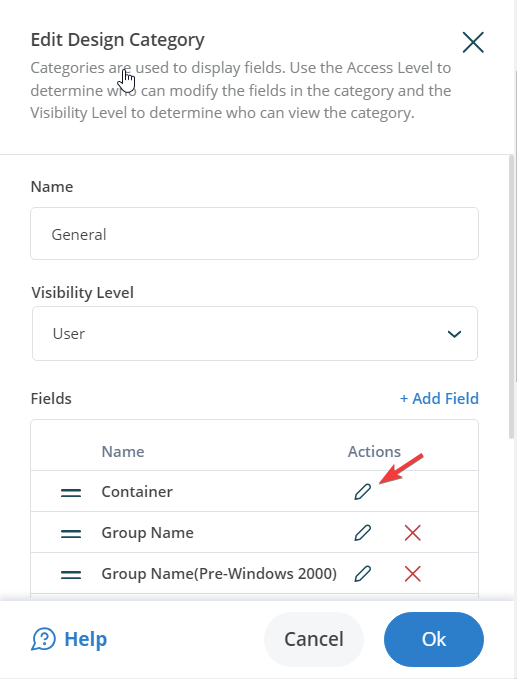 Edit Design Category
Categories are used to display fields. Use the Access Level to
determine who can modify the fields in the category and the
Visibility Level to determine who can view the category.
Name
General
Visibility Level
User
Fields
+ Add Field
Name Actions
Container
Group Name
Group Name(Pre-Windows 2000)
Help
Cancel
Ok